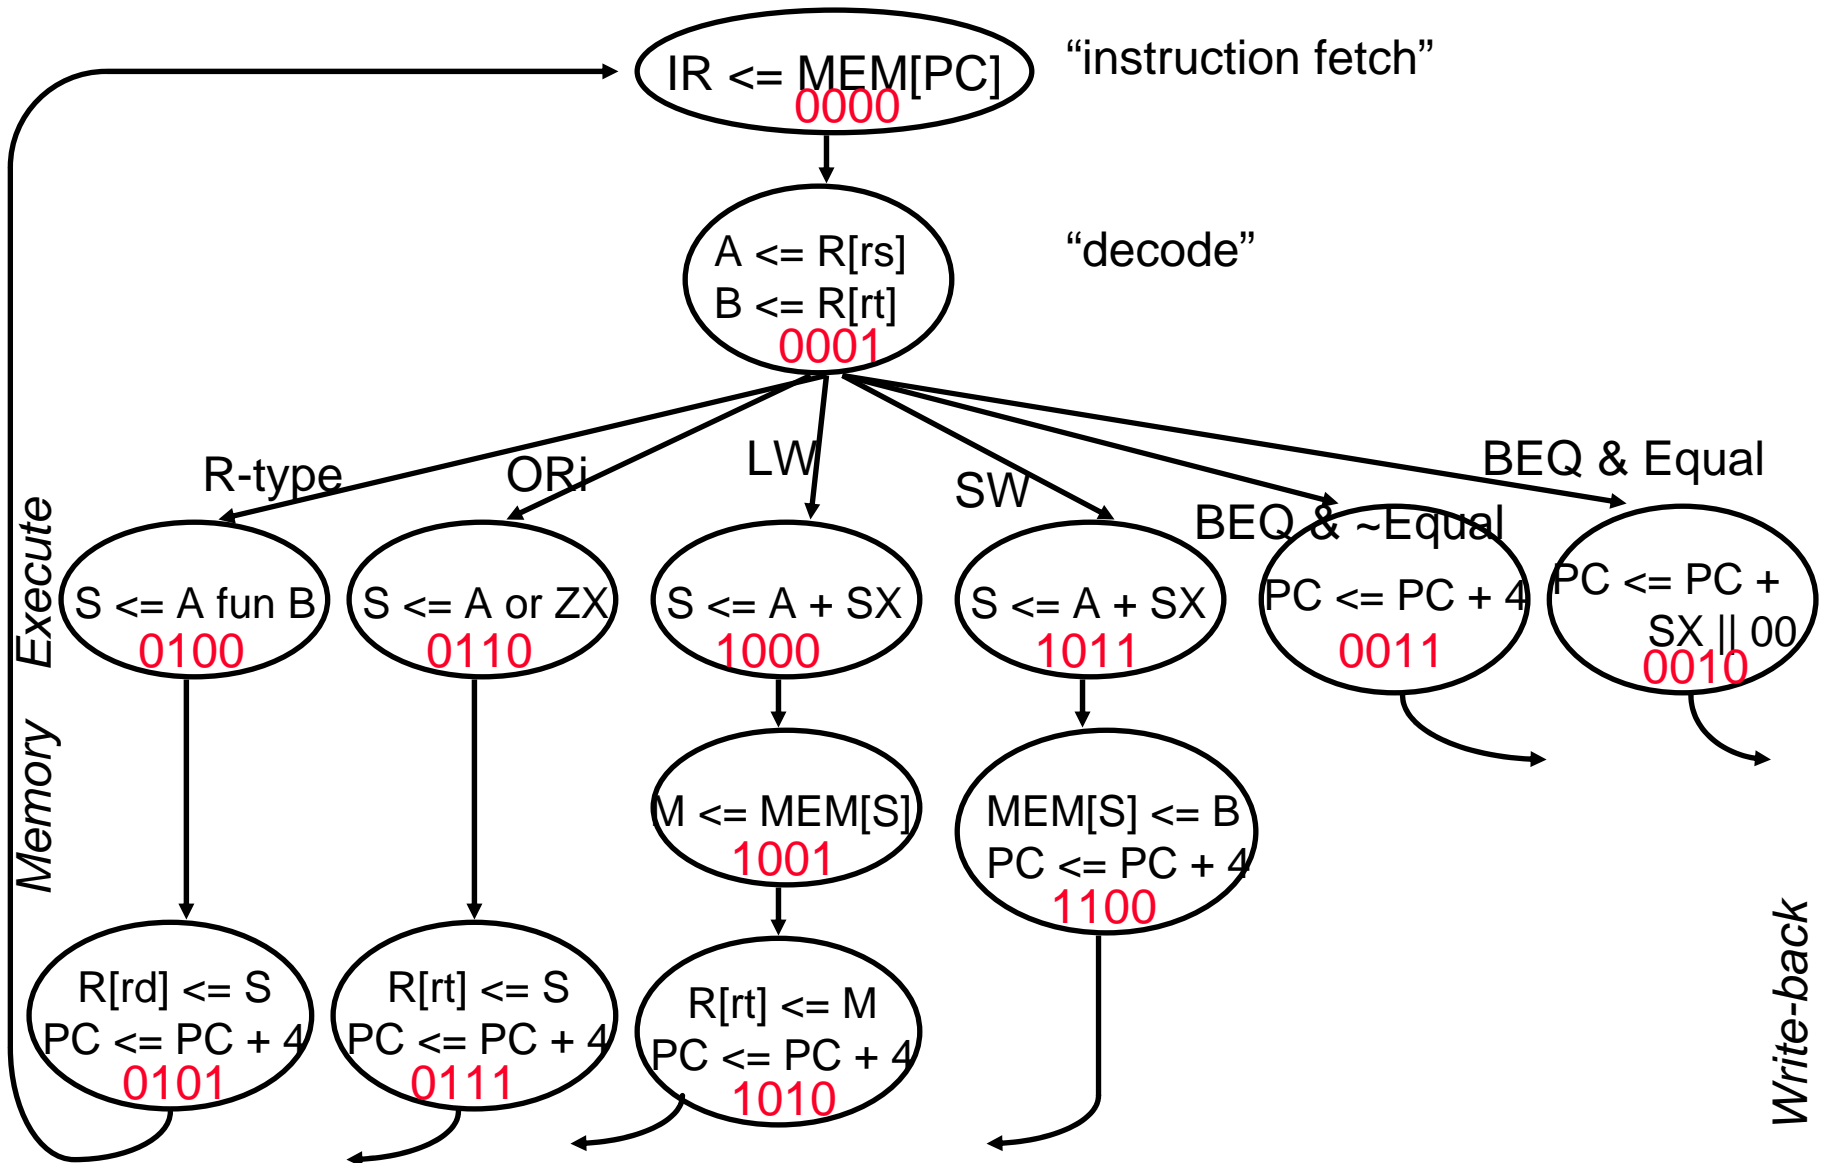 IR <= MEM[PC]
0000
“instruction fetch”
A <= R[rs]
B <= R[rt]
0001
“decode”
R-type
ORi
LW
SW
BEQ & ~Equal
BEQ & Equal
Execute
S <= A fun B
0100
S <= A or ZX
0110
S <= A + SX
1000
S <= A + SX
1011
PC <= PC + 4
0011
PC <= PC +
SX || 00
0010
Memory
M <= MEM[S]
1001
MEM[S] <= B
PC <= PC + 4
1100
R[rd] <= S
PC <= PC + 4
0101
R[rt] <= S
PC <= PC + 4
0111
R[rt] <= M
PC <= PC + 4
1010
Write-back